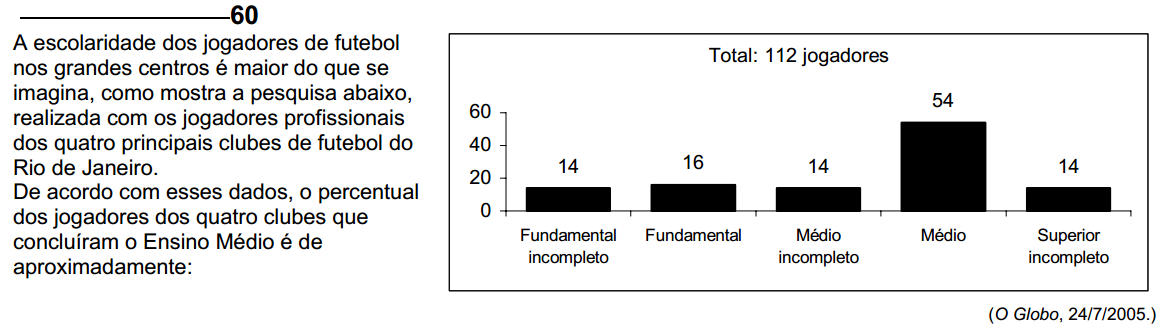 60
A escolaridade dos jogadores de futebol
nos grandes centros é maior do que se
imagina, como mostra a pesquisa abaixo,
realizada com os jogadores profissionais
dos quatro principais clubes de futebol do
Rio de Janeiro.
De acordo com esses dados, o percentual
dos jogadores dos quatro clubes que
concluíram o Ensino Médio é de
aproximadamente:
Total: 112 jogadores
60
40
20
0
14
16
14
54
14
Fundamental
incompleto
Fundamental
Médio
incompleto
Médio
Superior
incompleto
(O Globo, 24/7/2005.)